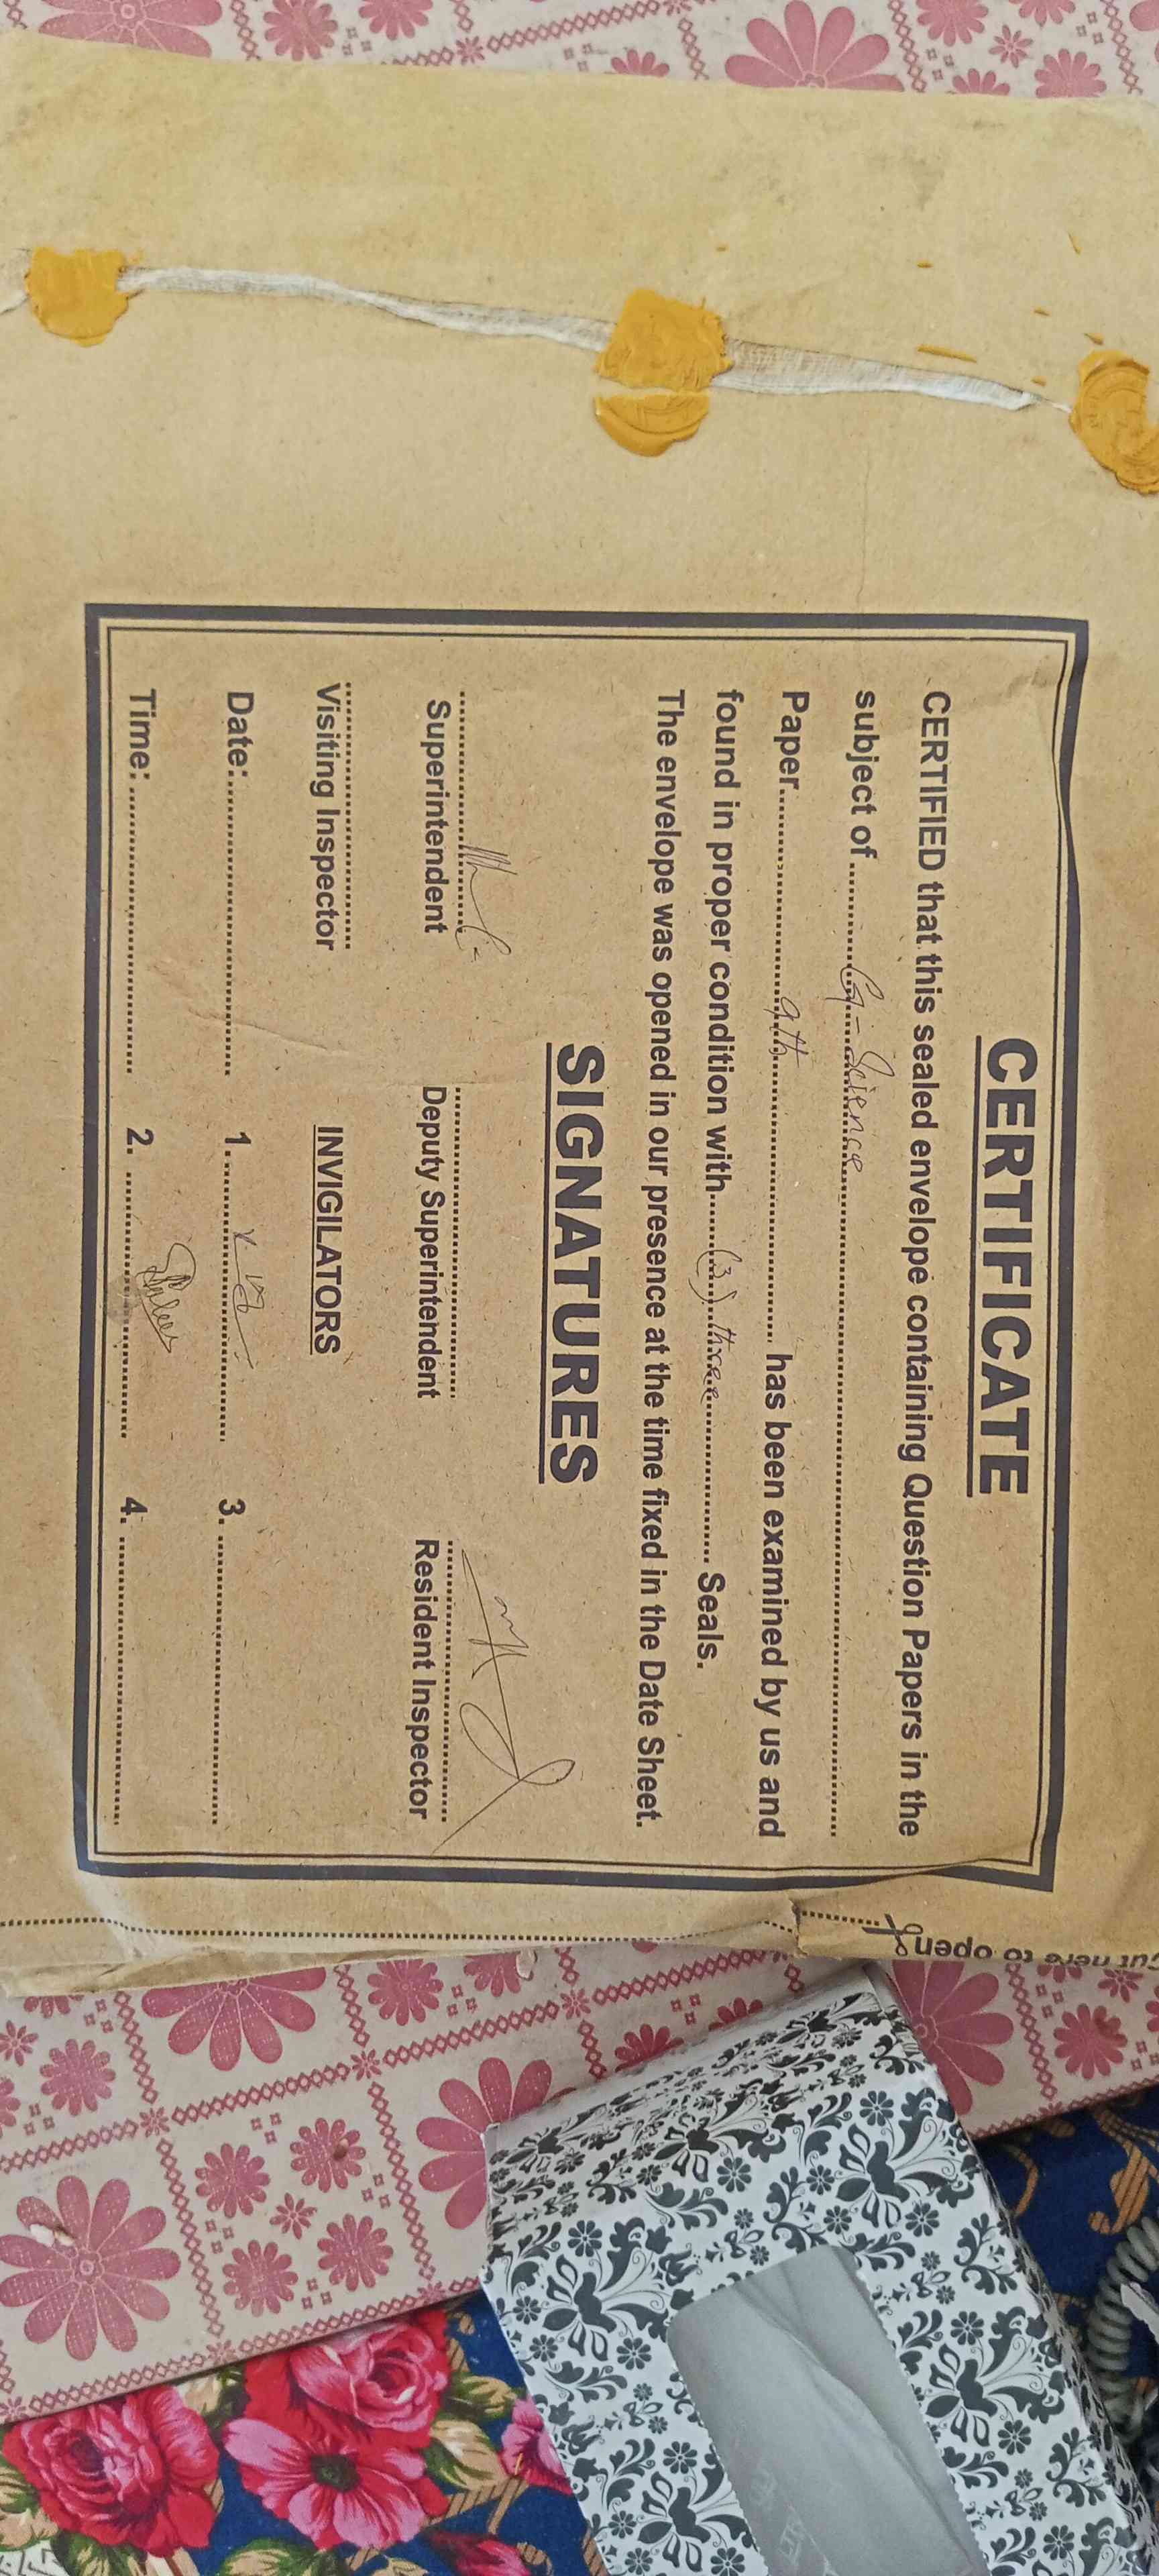 CERTIFICATE
CERTIFIED that this sealed envelope containing Question Papers in the
subject of ........ G-Science ........
Paper ........ 9th ........ has been examined by us and
found in proper condition with ...... (3) three ...... Seals.
The envelope was opened in our presence at the time fixed in the Date Sheet.
SIGNATURES
Superintendent Deputy Superintendent Resident Inspector
Visiting Inspector INVIGILATORS
Date: ........ 1. ........ 3. ........
Time: ........ 2. ........ 4. ........
Cut here to open